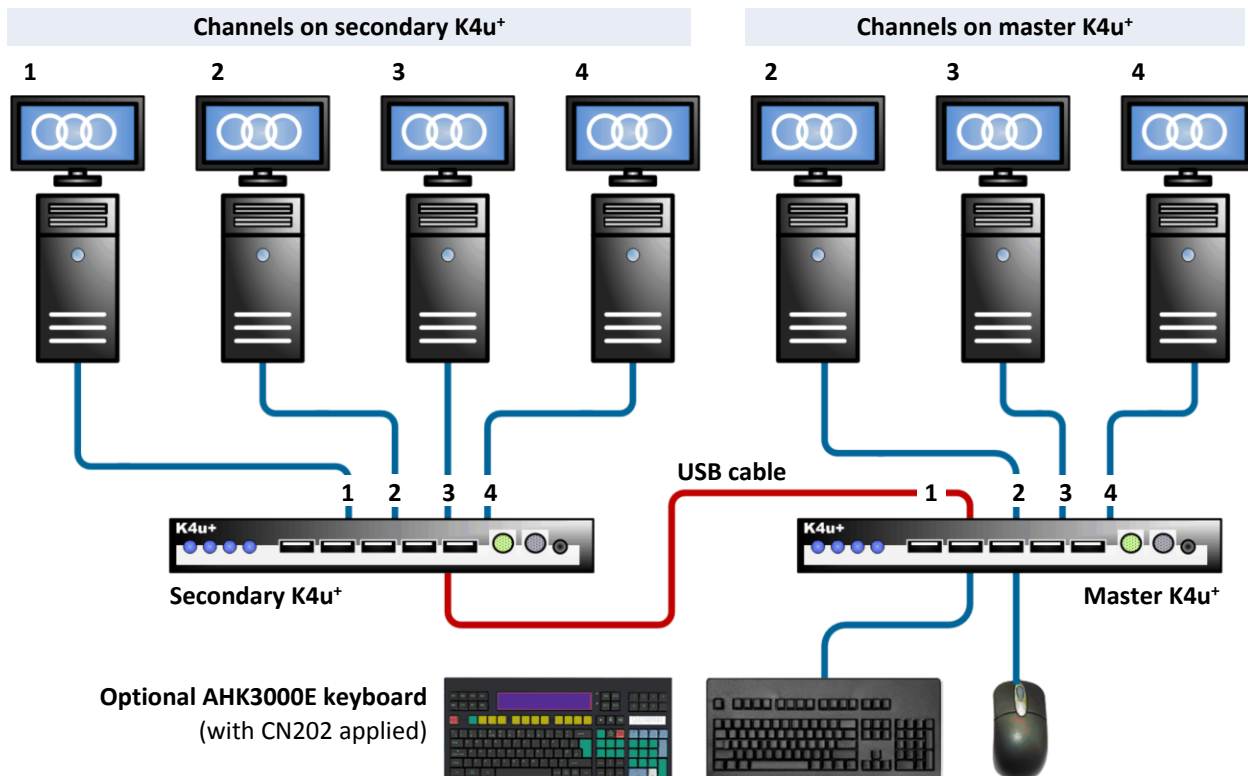 Channels on secondary K4u⁺
Channels on master K4u⁺
1 2 3 4 2 3 4
USB cable
1 2 3 4 1 2 3 4
K4u+ K4u+
Secondary K4u⁺ Master K4u⁺
Optional AHK3000E keyboard
(with CN202 applied)